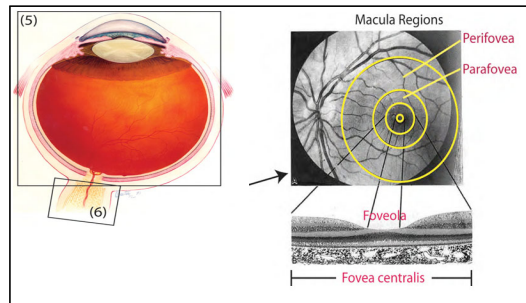 (5)
(6)
Macula Regions
Perifovea
Parafovea
Foveola
Fovea centralis